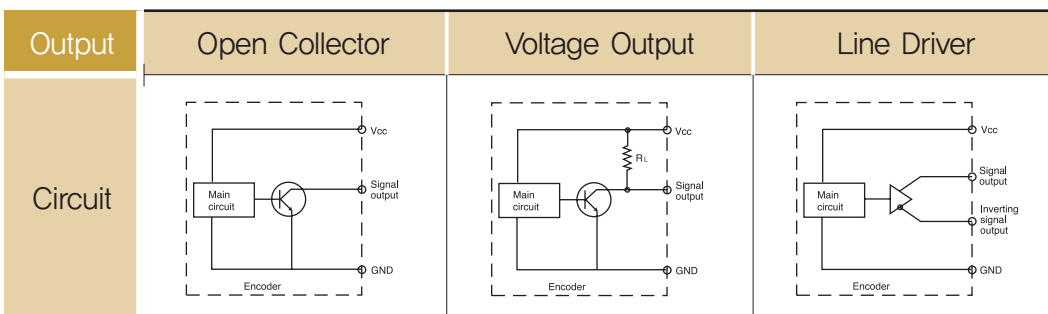 Output
Open Collector
Voltage Output
Line Driver
Circuit
Vcc
Main
circuit
Signal
output
GND
Encoder
Vcc
RL
Main
circuit
Signal
output
GND
Encoder
Vcc
Main
circuit
Signal
output
Inverting
signal
output
GND
Encoder